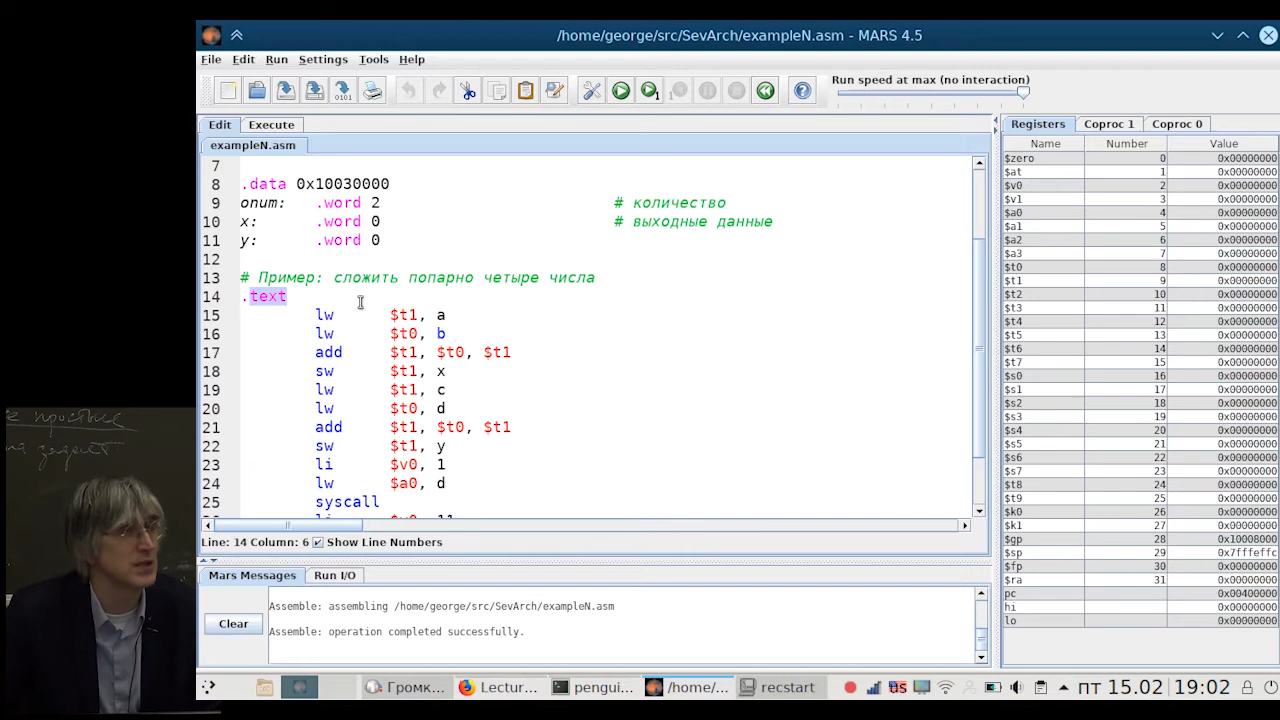 /home/george/src/SevArch/exampleN.asm - MARS 4.5
File Edit Run Settings Tools Help
Run speed at max (no interaction)
Edit Execute
exampleN.asm
7
8 .data 0x10030000
9 onum: .word 2 # количество
10 x: .word 0 # выходные данные
11 y: .word 0
12
13 # Пример: сложить попарно четыре числа
14 .text
15 lw $t1, a
16 lw $t0, b
17 add $t1, $t0, $t1
18 sw $t1, x
19 lw $t1, c
20 lw $t0, d
21 add $t1, $t0, $t1
22 sw $t1, y
23 li $v0, 1
24 lw $a0, d
25 syscall
Line: 14 Column: 6 Show Line Numbers
Mars Messages Run I/O
Clear
Assemble: assembling /home/george/src/SevArch/exampleN.asm
Assemble: operation completed successfully.
Registers Coproc 1 Coproc 0
Name Number Value
$zero 0 0x00000000
$at 1 0x00000000
$v0 2 0x00000000
$v1 3 0x00000000
$a0 4 0x00000000
$a1 5 0x00000000
$a2 6 0x00000000
$a3 7 0x00000000
$t0 8 0x00000000
$t1 9 0x00000000
$t2 10 0x00000000
$t3 11 0x00000000
$t4 12 0x00000000
$t5 13 0x00000000
$t6 14 0x00000000
$t7 15 0x00000000
$s0 16 0x00000000
$s1 17 0x00000000
$s2 18 0x00000000
$s3 19 0x00000000
$s4 20 0x00000000
$s5 21 0x00000000
$s6 22 0x00000000
$s7 23 0x00000000
$t8 24 0x00000000
$t9 25 0x00000000
$k0 26 0x00000000
$k1 27 0x00000000
$gp 28 0x10008000
$sp 29 0x7fffeffc
$fp 30 0x00000000
$ra 31 0x00000000
pc 0x00400000
hi 0x00000000
lo 0x00000000
простые
задает
Громк... Lectur... pengui... /home/... recstart US ПТ 15.02 19:02